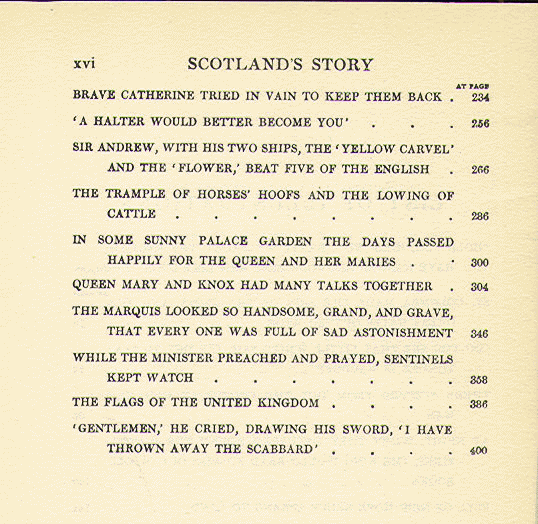 xvi SCOTLAND'S STORY
AT PAGE
BRAVE CATHERINE TRIED IN VAIN TO KEEP THEM BACK . 234
'A HALTER WOULD BETTER BECOME YOU' . . . 256
SIR ANDREW, WITH HIS TWO SHIPS, THE 'YELLOW CARVEL'
AND THE 'FLOWER,' BEAT FIVE OF THE ENGLISH . 266
THE TRAMPLE OF HORSES' HOOFS AND THE LOWING OF
CATTLE . . . . . . . . 286
IN SOME SUNNY PALACE GARDEN THE DAYS PASSED
HAPPILY FOR THE QUEEN AND HER MARIES . . 300
QUEEN MARY AND KNOX HAD MANY TALKS TOGETHER . 304
THE MARQUIS LOOKED SO HANDSOME, GRAND, AND GRAVE,
THAT EVERY ONE WAS FULL OF SAD ASTONISHMENT 346
WHILE THE MINISTER PREACHED AND PRAYED, SENTINELS
KEPT WATCH . . . . . . . 358
THE FLAGS OF THE UNITED KINGDOM . . . . 386
'GENTLEMEN,' HE CRIED, DRAWING HIS SWORD, 'I HAVE
THROWN AWAY THE SCABBARD' . . . . 400